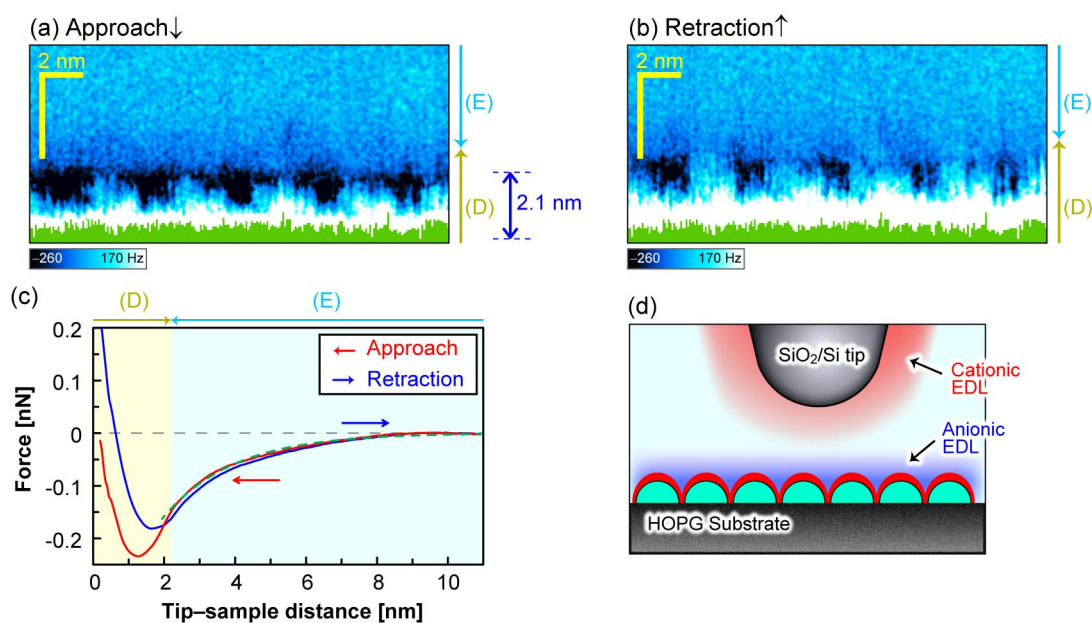 (a) Approach↓
2 nm
(E)
(D)
2.1 nm
−260 170 Hz
(b) Retraction↑
2 nm
(E)
(D)
−260 170 Hz
(c)
(D) (E)
0.2
0.1
0
-0.1
-0.2
Force [nN]
Approach
Retraction
0 2 4 6 8 10
Tip–sample distance [nm]
(d)
SiO₂/Si tip
Cationic
EDL
Anionic
EDL
HOPG Substrate